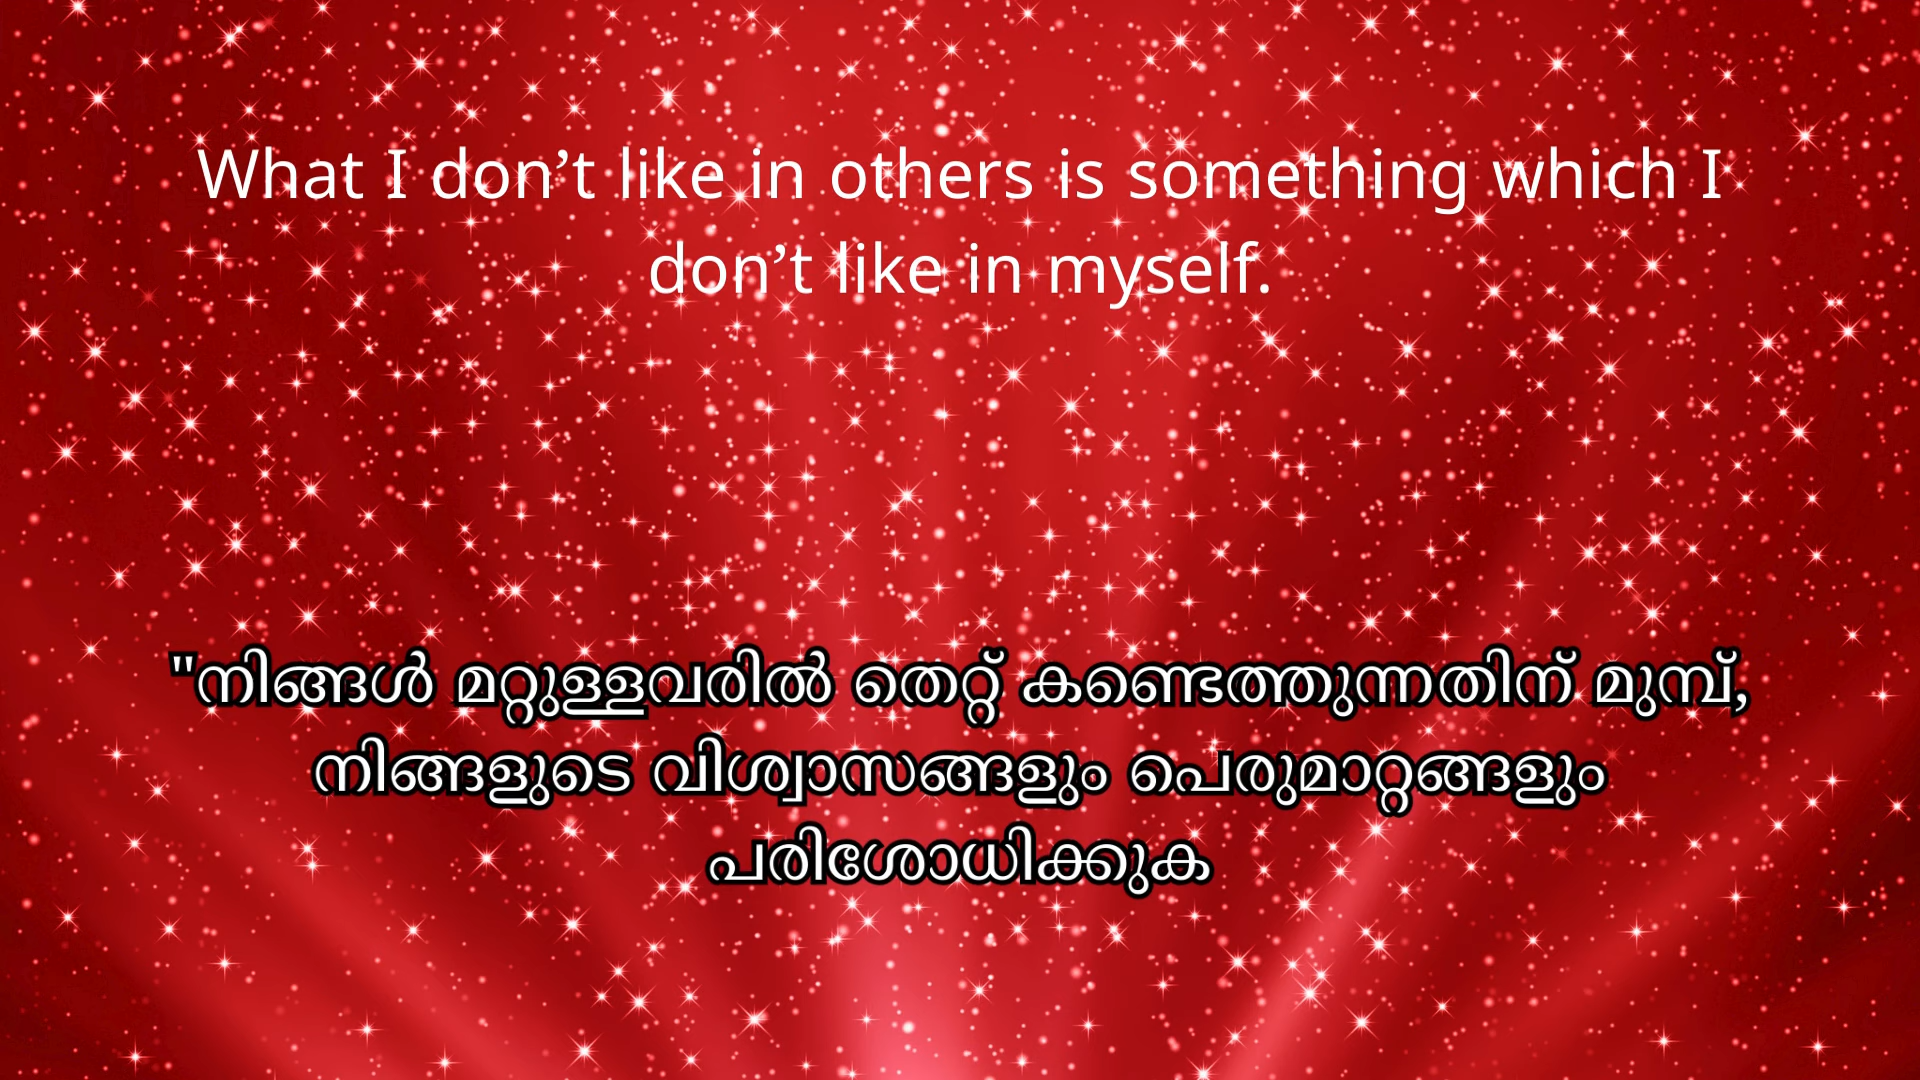 What I don’t like in others is something which I
don’t like in myself.
"നിങ്ങൾ മറ്റുള്ളവരിൽ തെറ്റ് കണ്ടെത്തുന്നതിന് മുമ്പ്,
നിങ്ങളുടെ വിശ്വാസങ്ങളും പെരുമാറ്റങ്ങളും
പരിശോധിക്കുക